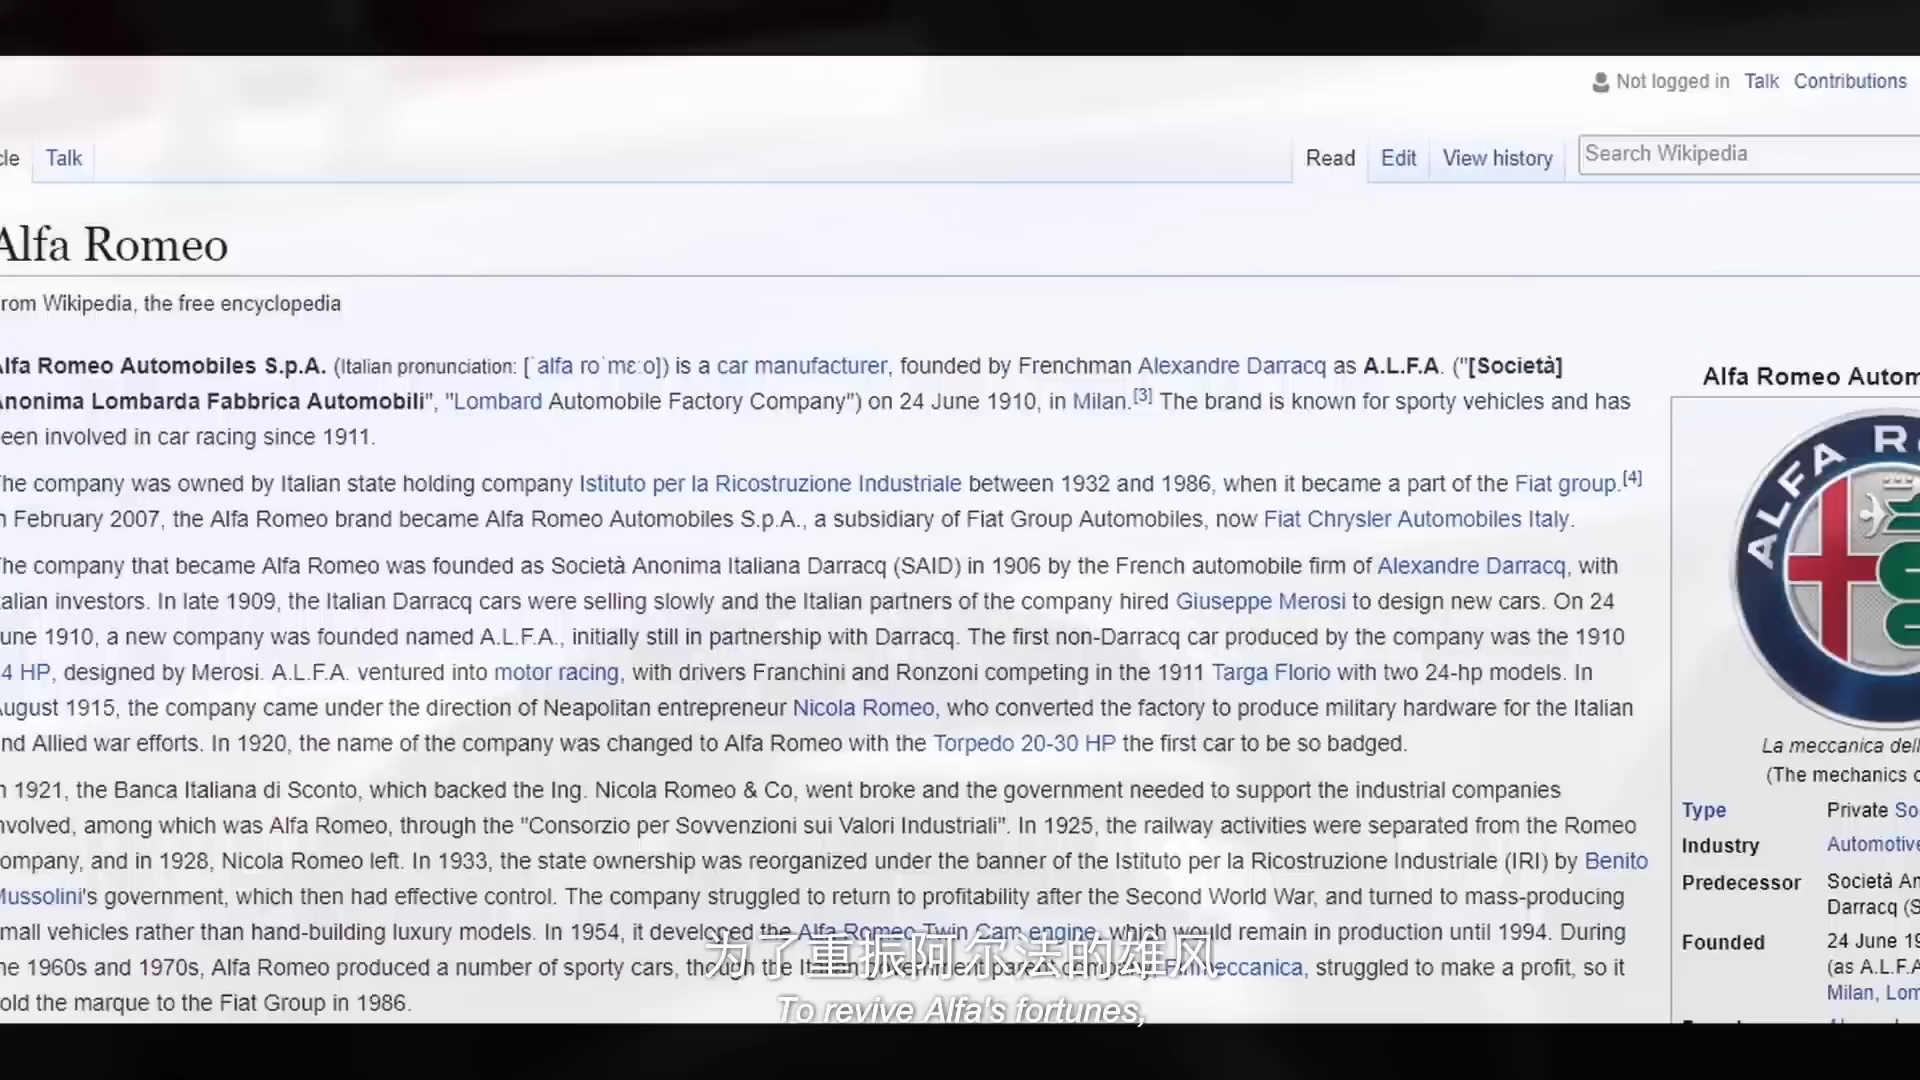 Not logged in Talk Contributions
cle Talk Read Edit View history Search Wikipedia
Alfa Romeo
rom Wikipedia, the free encyclopedia
lfa Romeo Automobiles S.p.A. (Italian pronunciation: [ˈalfa roˈmɛːo]) is a car manufacturer, founded by Frenchman Alexandre Darracq as A.L.F.A. ("[Società]
nonima Lombarda Fabbrica Automobili", "Lombard Automobile Factory Company") on 24 June 1910, in Milan.[3] The brand is known for sporty vehicles and has
een involved in car racing since 1911.
he company was owned by Italian state holding company Istituto per la Ricostruzione Industriale between 1932 and 1986, when it became a part of the Fiat group.[4]
n February 2007, the Alfa Romeo brand became Alfa Romeo Automobiles S.p.A., a subsidiary of Fiat Group Automobiles, now Fiat Chrysler Automobiles Italy.
he company that became Alfa Romeo was founded as Società Anonima Italiana Darracq (SAID) in 1906 by the French automobile firm of Alexandre Darracq, with
talian investors. In late 1909, the Italian Darracq cars were selling slowly and the Italian partners of the company hired Giuseppe Merosi to design new cars. On 24
une 1910, a new company was founded named A.L.F.A., initially still in partnership with Darracq. The first non-Darracq car produced by the company was the 1910
4 HP, designed by Merosi. A.L.F.A. ventured into motor racing, with drivers Franchini and Ronzoni competing in the 1911 Targa Florio with two 24-hp models. In
ugust 1915, the company came under the direction of Neapolitan entrepreneur Nicola Romeo, who converted the factory to produce military hardware for the Italian
nd Allied war efforts. In 1920, the name of the company was changed to Alfa Romeo with the Torpedo 20-30 HP the first car to be so badged.
n 1921, the Banca Italiana di Sconto, which backed the Ing. Nicola Romeo & Co, went broke and the government needed to support the industrial companies
nvolved, among which was Alfa Romeo, through the "Consorzio per Sovvenzioni sui Valori Industriali". In 1925, the railway activities were separated from the Romeo
ompany, and in 1928, Nicola Romeo left. In 1933, the state ownership was reorganized under the banner of the Istituto per la Ricostruzione Industriale (IRI) by Benito
Mussolini's government, which then had effective control. The company struggled to return to profitability after the Second World War, and turned to mass-producing
mall vehicles rather than hand-building luxury models. In 1954, it developed the Alfa Romeo Twin Cam engine, which would remain in production until 1994. During
he 1960s and 1970s, Alfa Romeo produced a number of sporty cars, though the Italian government parent company, Finmeccanica, struggled to make a profit, so it
old the marque to the Fiat Group in 1986.
Alfa Romeo Autom
ALFA RO
La meccanica dell
(The mechanics o
Type Private So
Industry Automotive
Predecessor Società An
Darracq (S
Founded 24 June 19
(as A.L.F.A
Milan, Lom
为了重振阿尔法的雄风
To revive Alfa's fortunes,